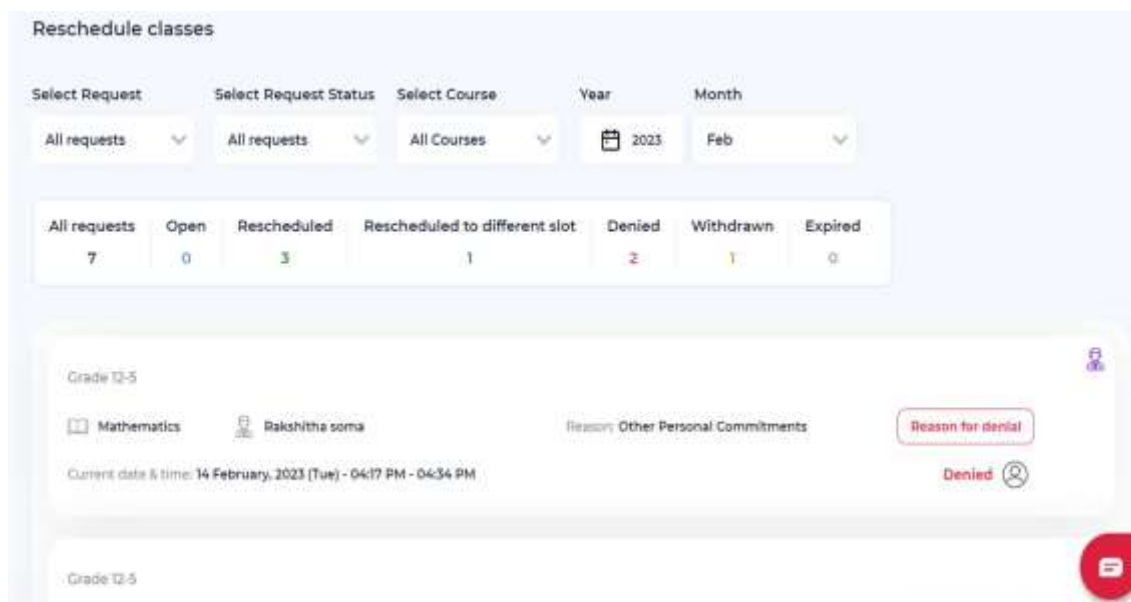 Reschedule classes
Select Request Select Request Status Select Course Year Month
All requests All requests All Courses 2023 Feb
All requests Open Rescheduled Rescheduled to different slot Denied Withdrawn Expired
7 0 3 1 2 1 0
Grade 12-5
Mathematics Rakshitha soma Reason: Other Personal Commitments Reason for denial
Current date & time: 14 February, 2023 (Tue) - 04:17 PM - 04:34 PM Denied
Grade 12-5